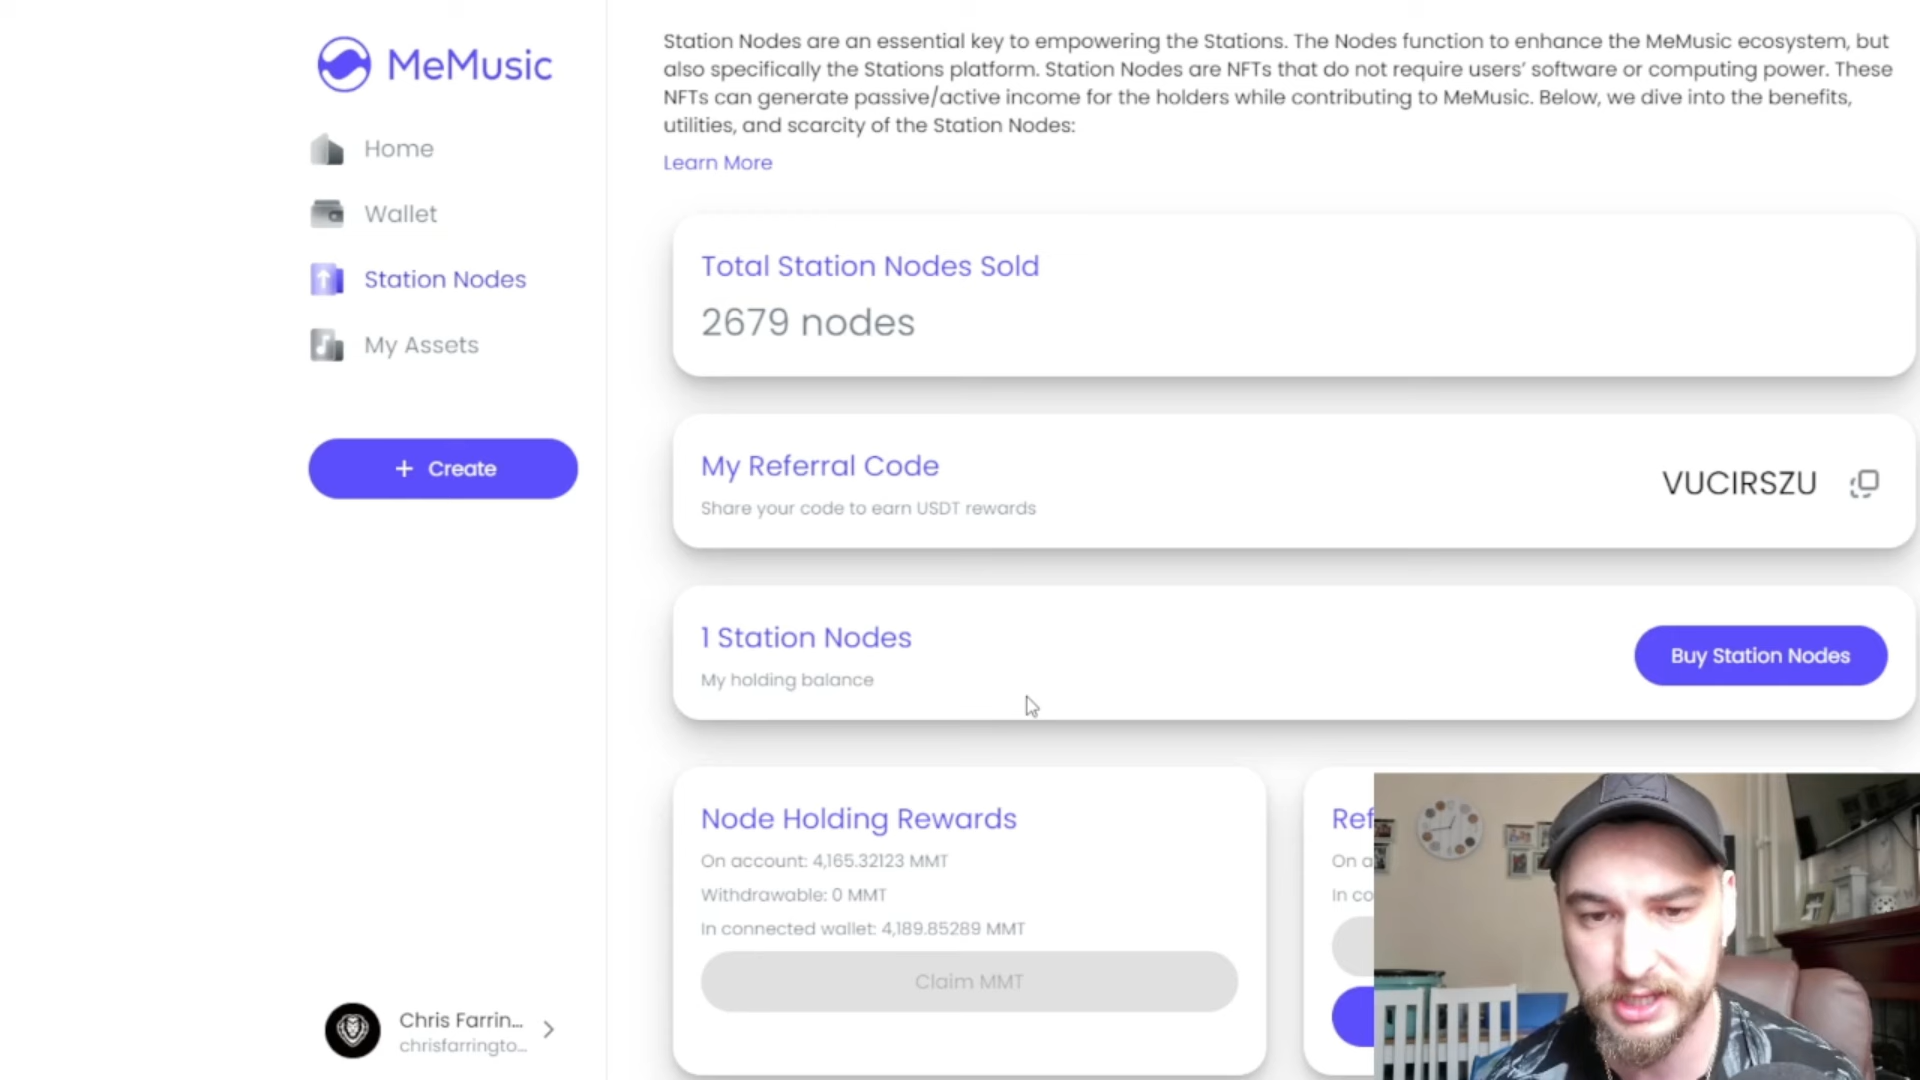 MeMusic
Home
Wallet
Station Nodes
My Assets
+ Create
Chris Farrin...
chrisfarringto...
Station Nodes are an essential key to empowering the Stations. The Nodes function to enhance the MeMusic ecosystem, but
also specifically the Stations platform. Station Nodes are NFTs that do not require users’ software or computing power. These
NFTs can generate passive/active income for the holders while contributing to MeMusic. Below, we dive into the benefits,
utilities, and scarcity of the Station Nodes:
Learn More
Total Station Nodes Sold
2679 nodes
My Referral Code
Share your code to earn USDT rewards
VUCIRSZU
1 Station Nodes
My holding balance
Buy Station Nodes
Node Holding Rewards
On account: 4,165.32123 MMT
Withdrawable: 0 MMT
In connected wallet: 4,189.85289 MMT
Claim MMT
Ref
On a
In co